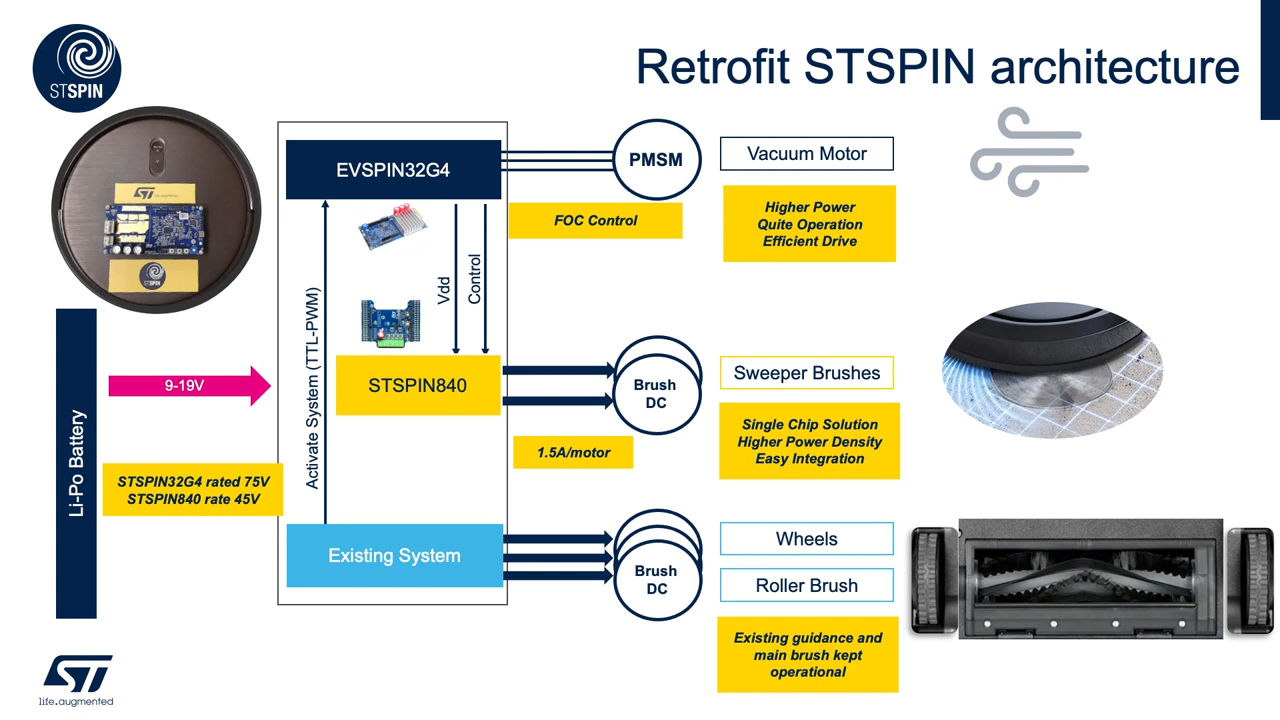 STSPIN
Retrofit STSPIN architecture
EVSPIN32G4
PMSM
Vacuum Motor
FOC Control
Higher Power
Quite Operation
Efficient Drive
Activate System (TTL-PWM)
Vdd
Control
Li-Po Battery
9-19V
STSPIN32G4 rated 75V
STSPIN840 rate 45V
STSPIN840
Brush
DC
Sweeper Brushes
1.5A/motor
Single Chip Solution
Higher Power Density
Easy Integration
Existing System
Brush
DC
Wheels
Roller Brush
Existing guidance and
main brush kept
operational
ST
life.augmented